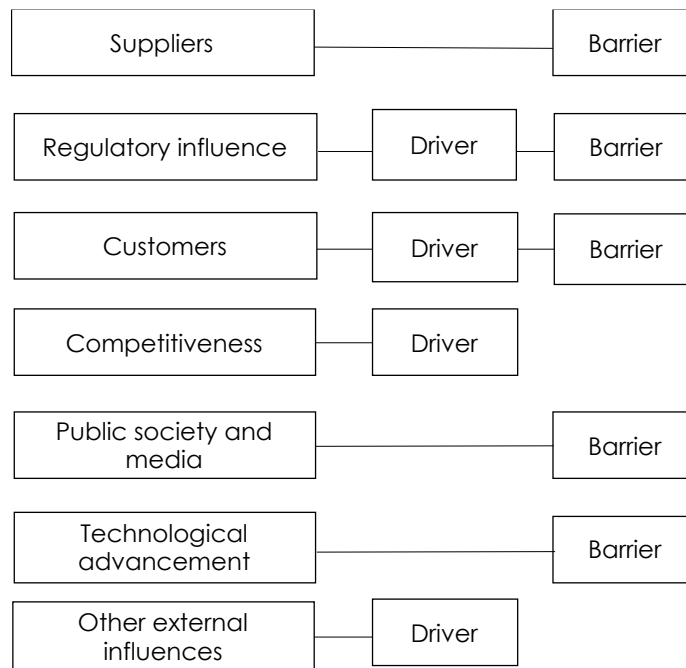 Suppliers Barrier
Regulatory influence Driver Barrier
Customers Driver Barrier
Competitiveness Driver
Public society and
media Barrier
Technological
advancement Barrier
Other external
influences Driver